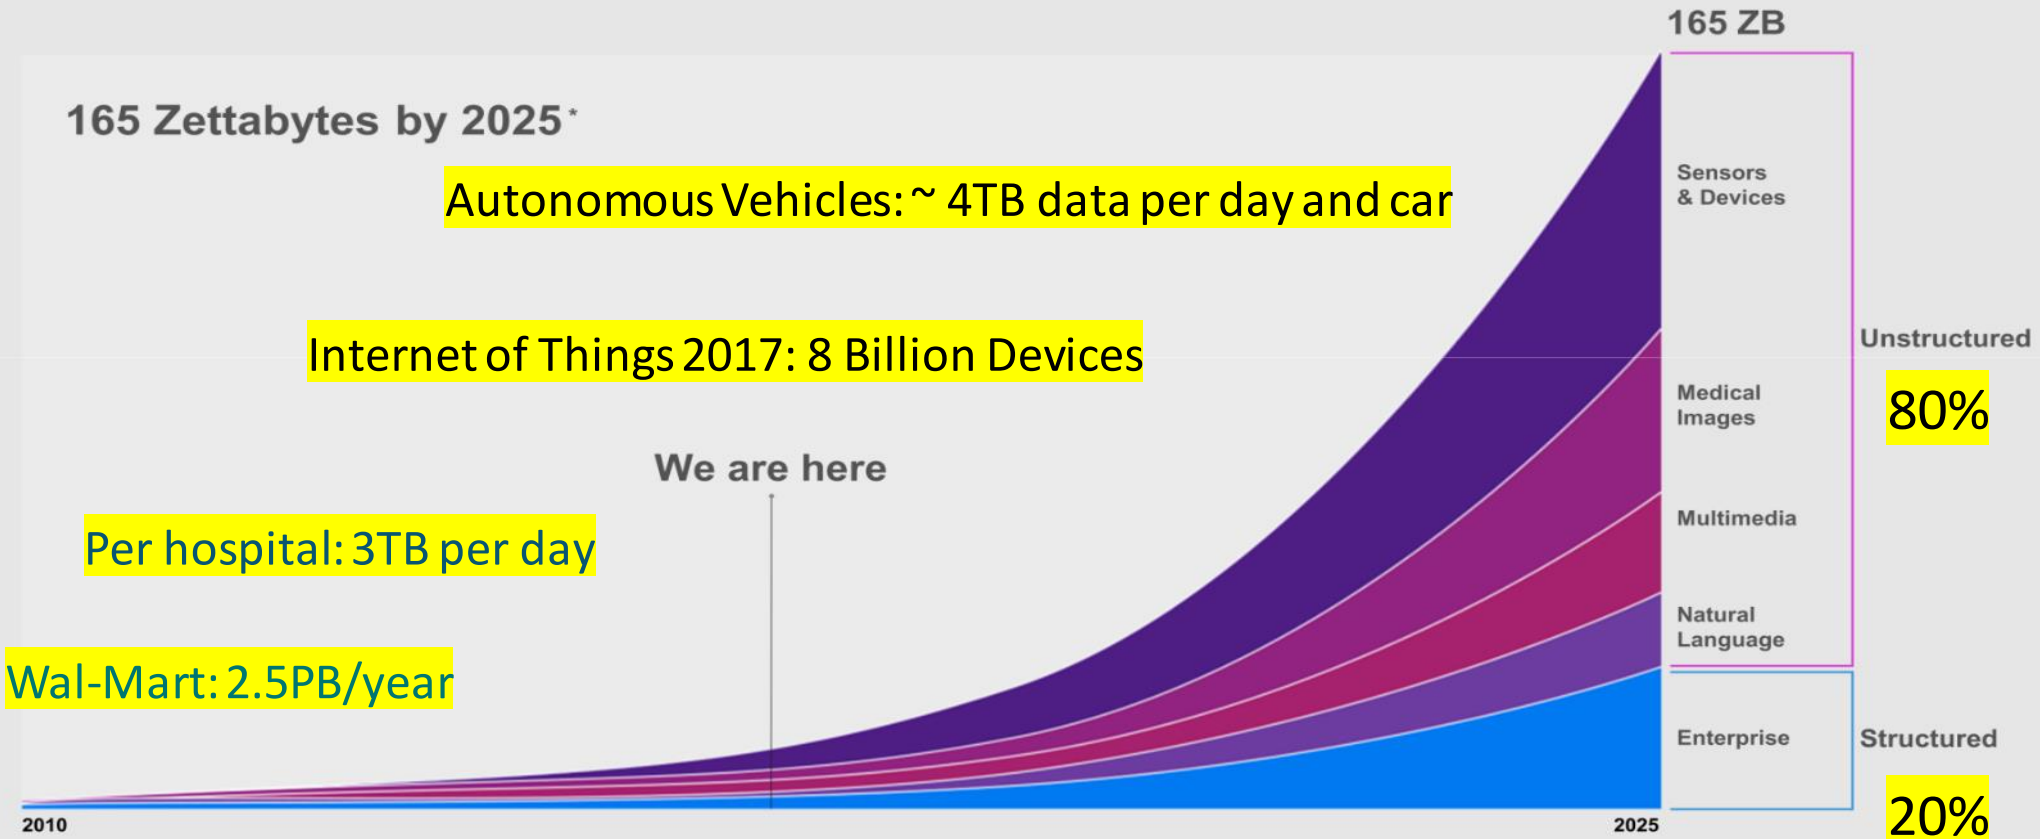 165 ZB
165 Zettabytes by 2025*
Autonomous Vehicles: ~ 4TB data per day and car
Sensors
& Devices
Internet of Things 2017: 8 Billion Devices
Unstructured
80%
Medical
Images
We are here
Multimedia
Per hospital: 3TB per day
Natural
Language
Wal-Mart: 2.5PB/year
Enterprise
Structured
20%
2010
2025